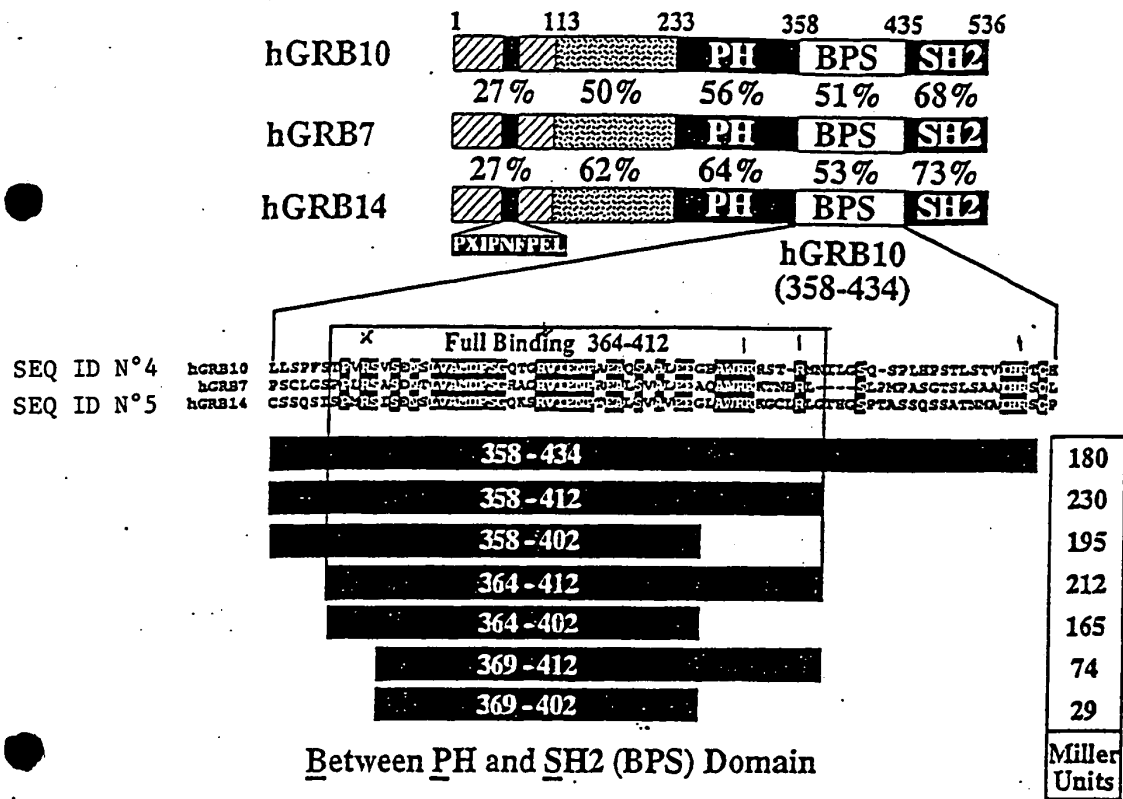 1 113 233 358 435 536
hGRB10 PH BPS SH2
27% 50% 56% 51% 68%
hGRB7 PH BPS SH2
27% 62% 64% 53% 73%
hGRB14 PH BPS SH2
PXIPNFPEL
hGRB10
(358-434)
Full Binding 364-412
SEQ ID N°4 hGRB10
hGRB7
SEQ ID N°5 hGRB14
358-434 180
358-412 230
358-402 195
364-412 212
364-402 165
369-412 74
369-402 29
Between PH and SH2 (BPS) Domain
Miller
Units